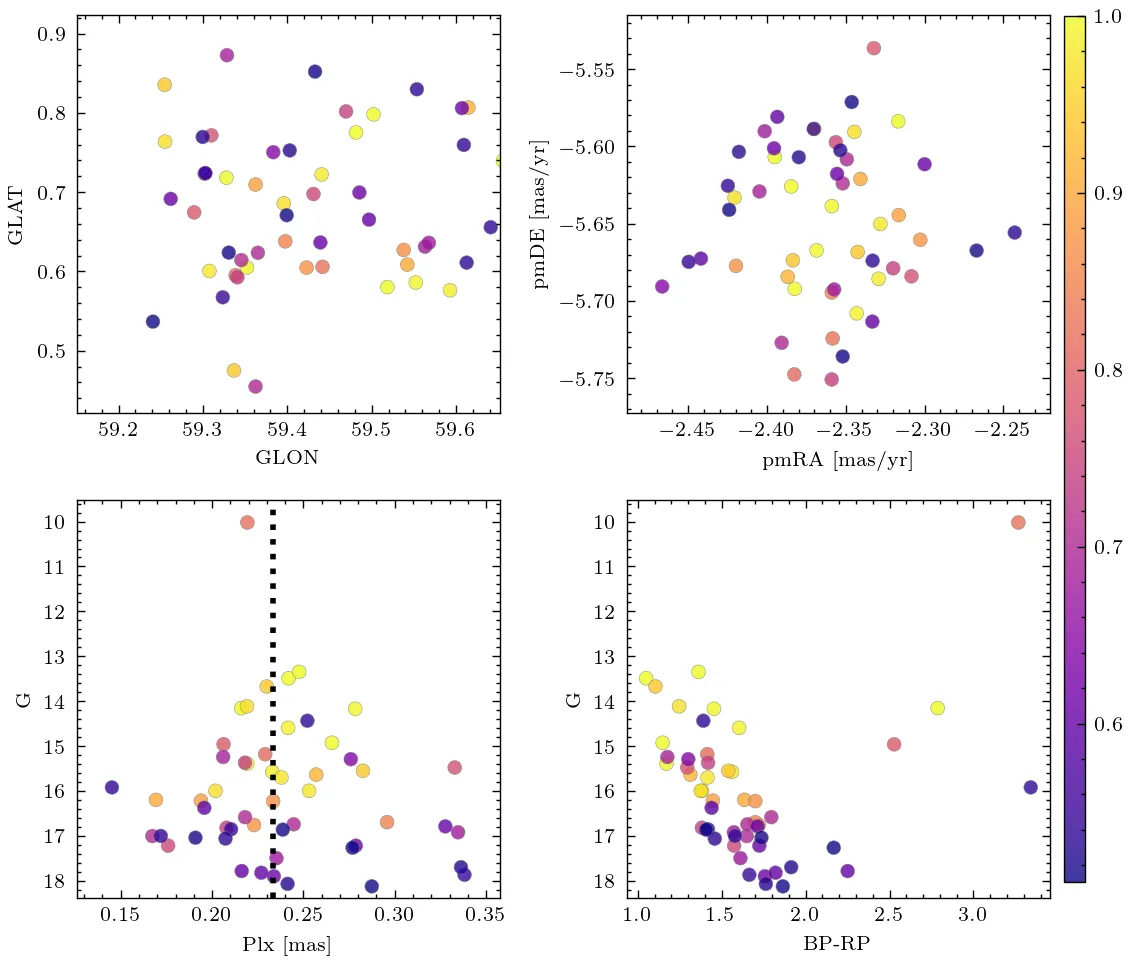 0.9
0.8
0.7
0.6
0.5
GLAT
59.2 59.3 59.4 59.5 59.6
GLON
−5.55
−5.60
−5.65
−5.70
−5.75
pmDE [mas/yr]
−2.45 −2.40 −2.35 −2.30 −2.25
pmRA [mas/yr]
1.0
0.9
0.8
0.7
0.6
10
11
12
13
14
15
16
17
18
G
0.15 0.20 0.25 0.30 0.35
Plx [mas]
10
11
12
13
14
15
16
17
18
G
1.0 1.5 2.0 2.5 3.0
BP-RP